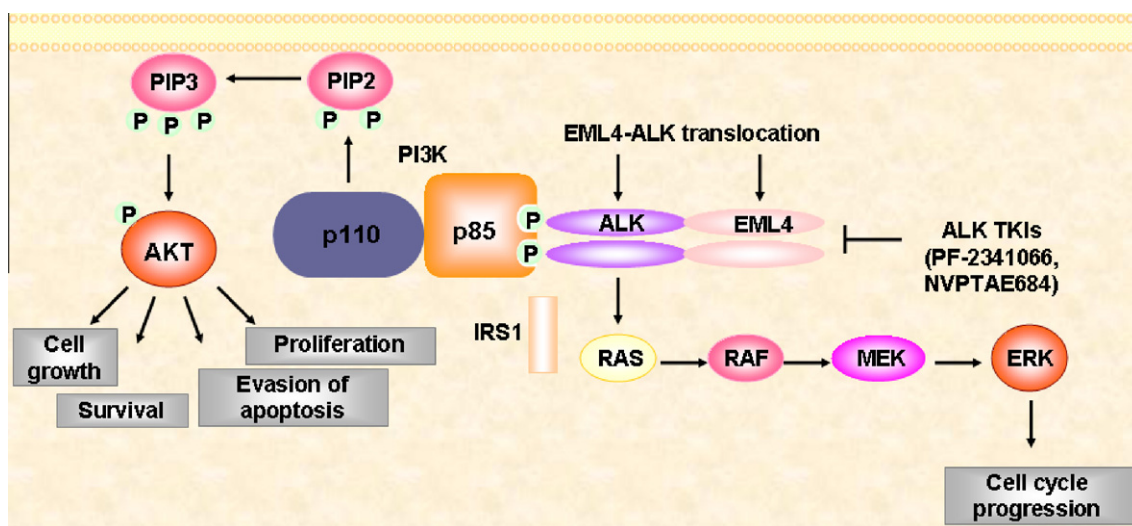 PIP3
P
P
P
PIP2
P
P
PI3K
EML4-ALK translocation
p110
p85
P
P
ALK
EML4
ALK TKIs
(PF-2341066,
NVPTAE684)
P
AKT
IRS1
RAS
RAF
MEK
ERK
Cell
growth
Survival
Evasion of
apoptosis
Proliferation
Cell cycle
progression